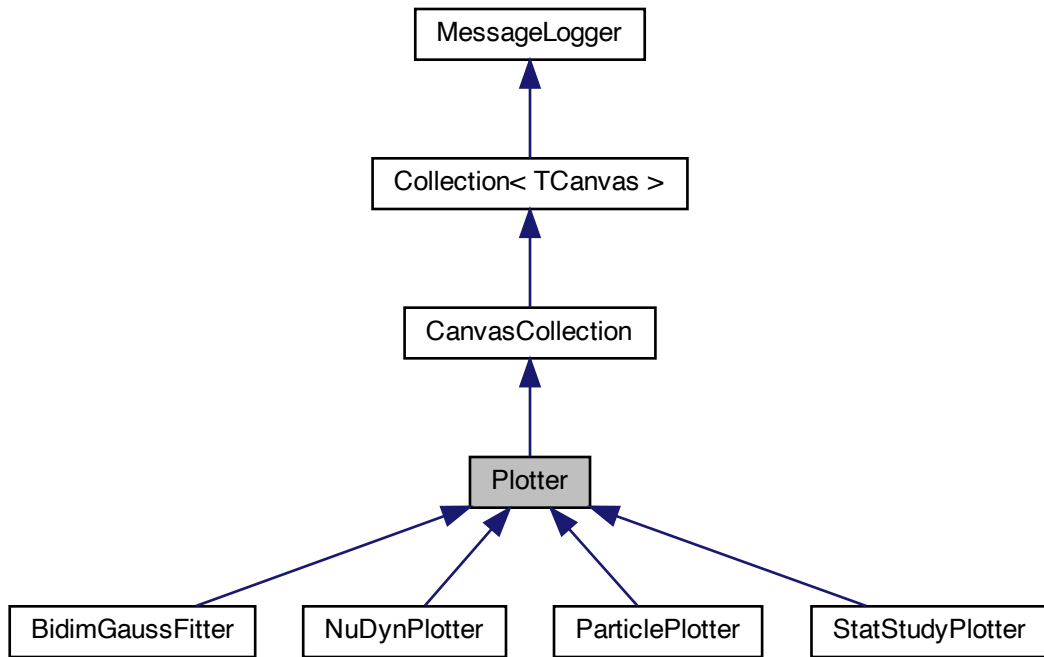 MessageLogger
Collection< TCanvas >
CanvasCollection
Plotter
BidimGaussFitter
NuDynPlotter
ParticlePlotter
StatStudyPlotter